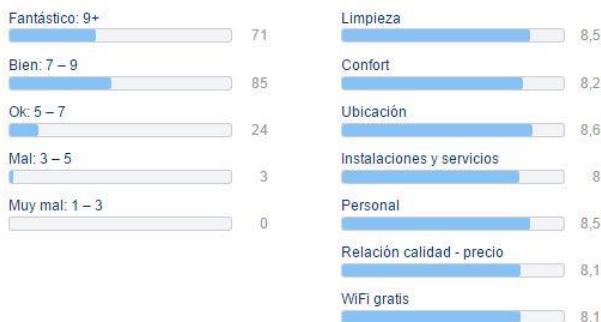 Fantástico: 9+
71
Bien: 7 – 9
85
Ok: 5 – 7
24
Mal: 3 – 5
3
Muy mal: 1 – 3
0
Limpieza
8,5
Confort
8,2
Ubicación
8,6
Instalaciones y servicios
8
Personal
8,5
Relación calidad - precio
8,1
WiFi gratis
8,1